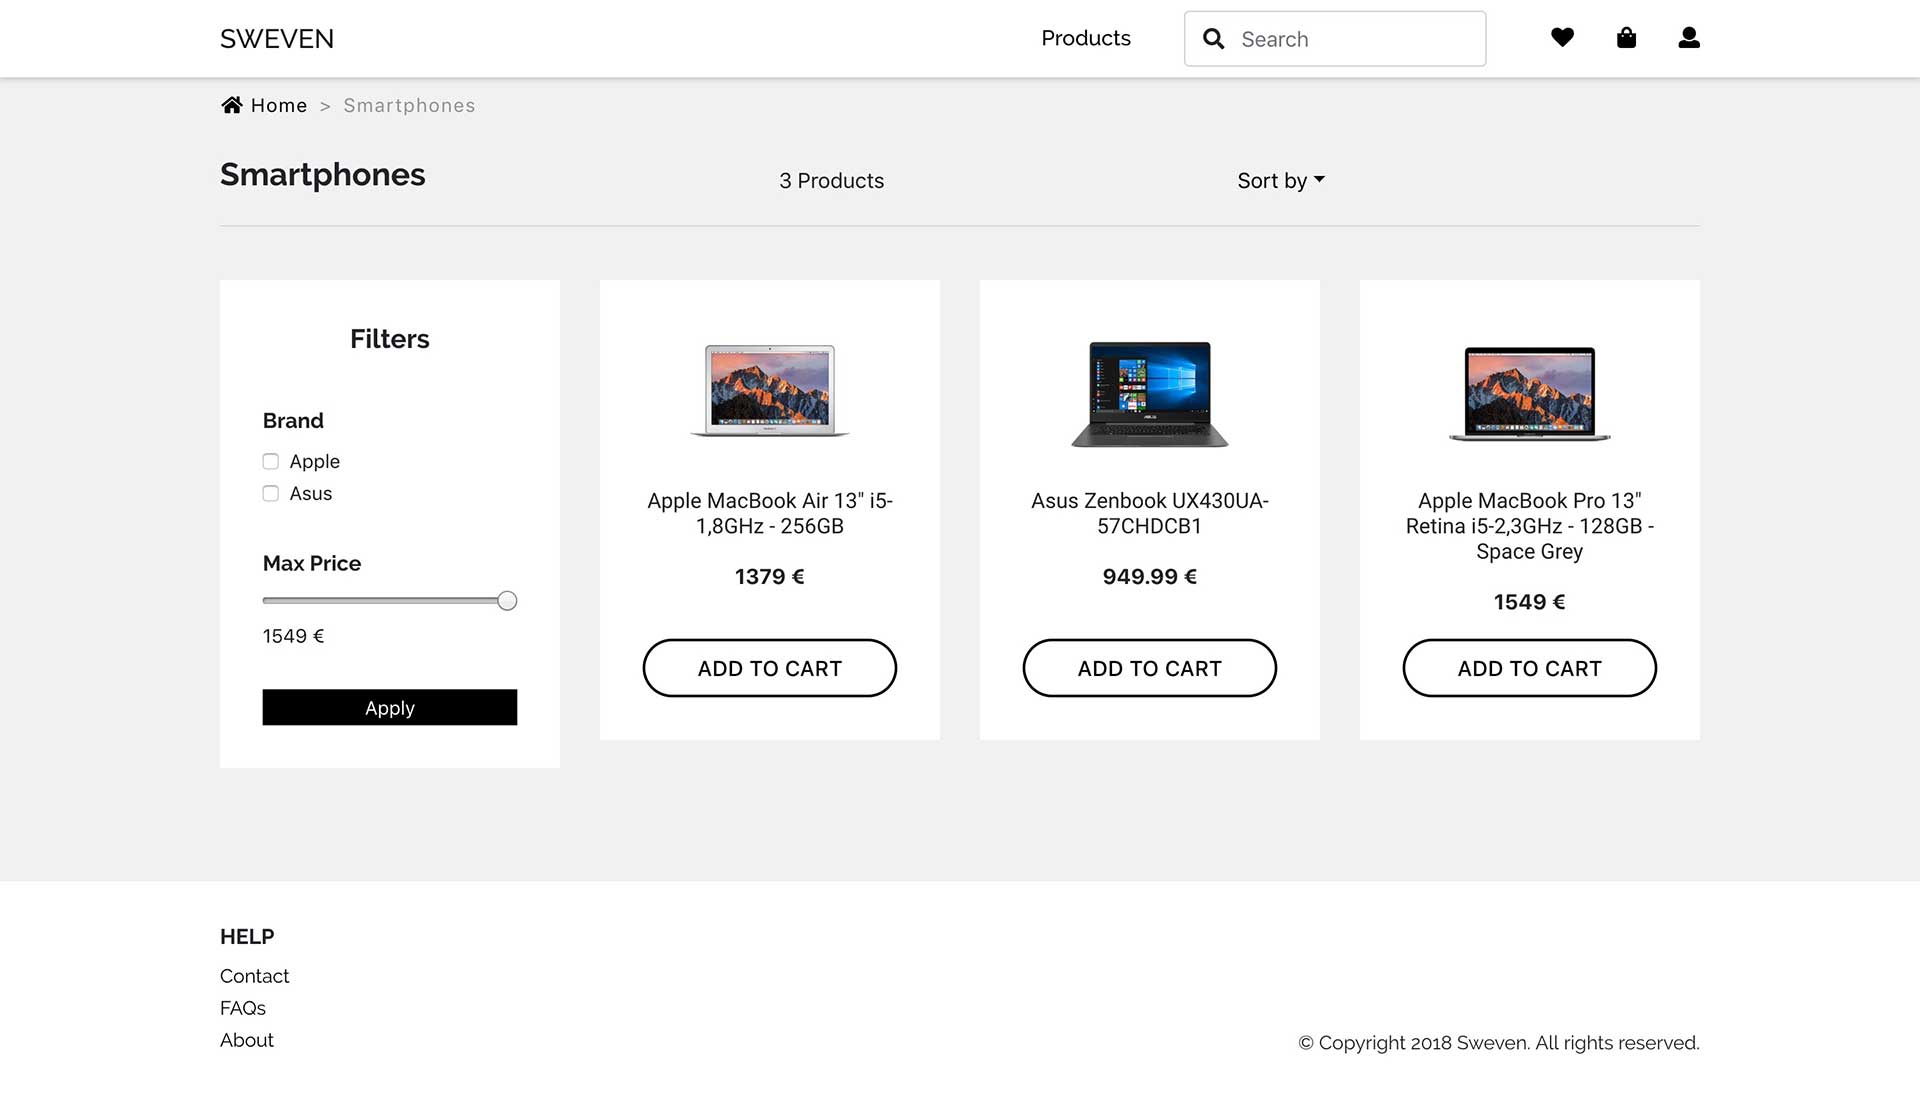 SWEVEN
Products
Search
Home > Smartphones
Smartphones
3 Products
Sort by
Filters
Brand
Apple
Asus
Max Price
1549 €
Apply
Apple MacBook Air 13" i5-
1,8GHz - 256GB
1379 €
ADD TO CART
Asus Zenbook UX430UA-
57CHDCB1
949.99 €
ADD TO CART
Apple MacBook Pro 13"
Retina i5-2,3GHz - 128GB -
Space Grey
1549 €
ADD TO CART
HELP
Contact
FAQs
About
© Copyright 2018 Sweven. All rights reserved.